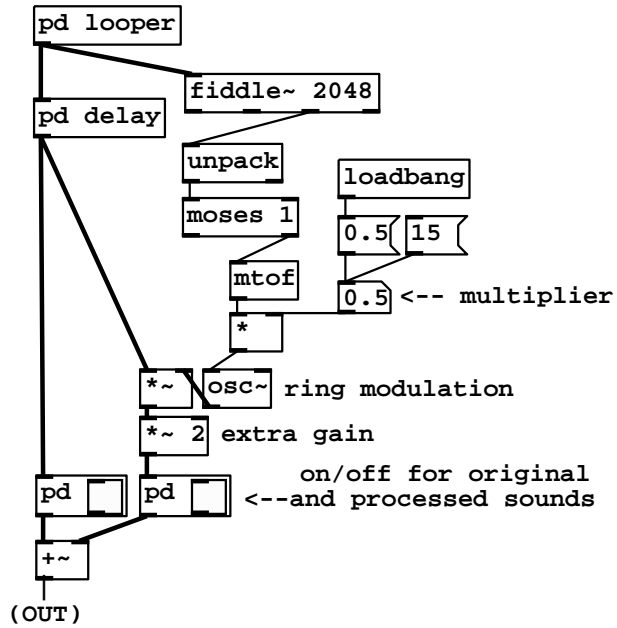 pd looper
fiddle~ 2048
pd delay
unpack
loadbang
moses 1
0.5
15
mtof
0.5
<-- multiplier
*
*~
osc~
ring modulation
*~ 2
extra gain
on/off for original
pd
pd
<--and processed sounds
+~
(OUT)